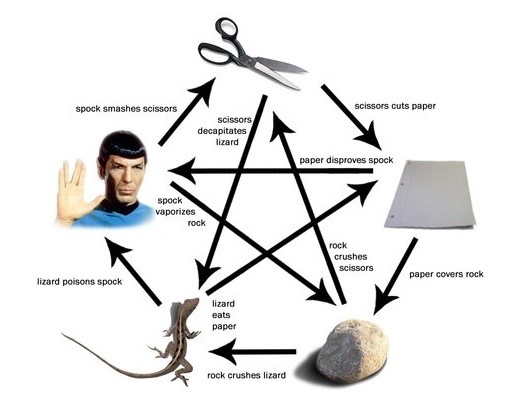 spock smashes scissors
scissors cuts paper
scissors
decapitates
lizard
paper disproves spock
spock
vaporizes
rock
rock
crushes
scissors
paper covers rock
lizard poisons spock
lizard
eats
paper
rock crushes lizard